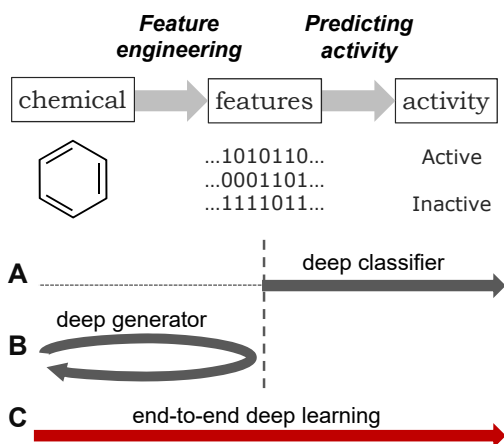 Feature engineering
Predicting activity
chemical
features
activity
...1010110...
Active
...0001101...
...1111011...
Inactive
A
deep classifier
deep generator
B
C
end-to-end deep learning